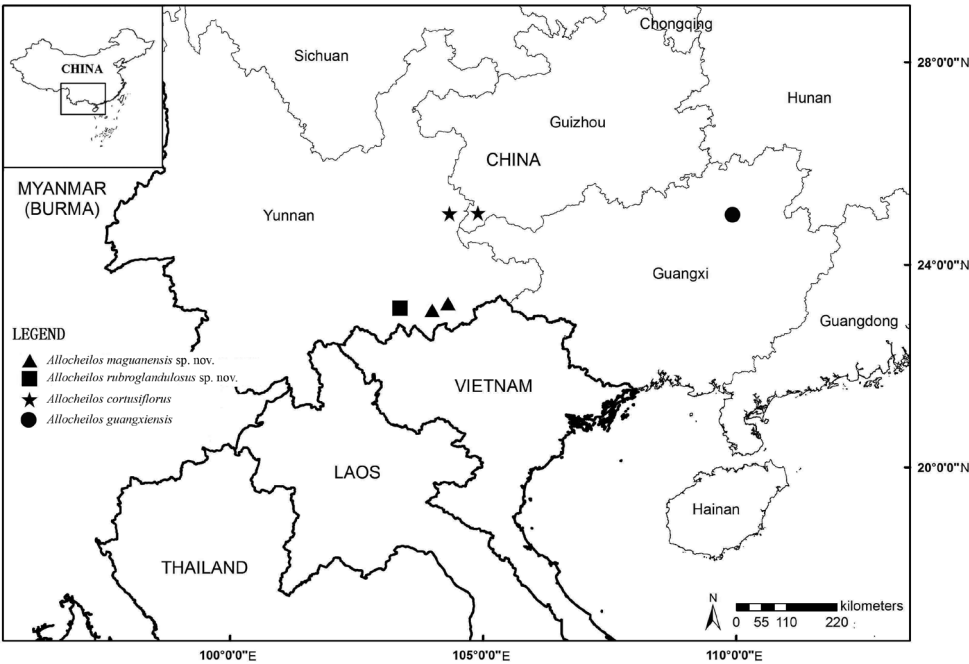 Chongqing
Sichuan
28°0'0"N
CHINA
Hunan
Guizhou
CHINA
MYANMAR
(BURMA)
Yunnan
24°0'0"N
Guangxi
Guangdong
LEGEND
Allocheilos maguanensis sp. nov.
Allocheilos rubroglandulosus sp. nov.
Allocheilos cortusiflorus
Allocheilos guangxiensis
VIETNAM
LAOS
20°0'0"N
Hainan
THAILAND
N
kilometers
0 55 110 220
100°0'0"E 105°0'0"E 110°0'0"E